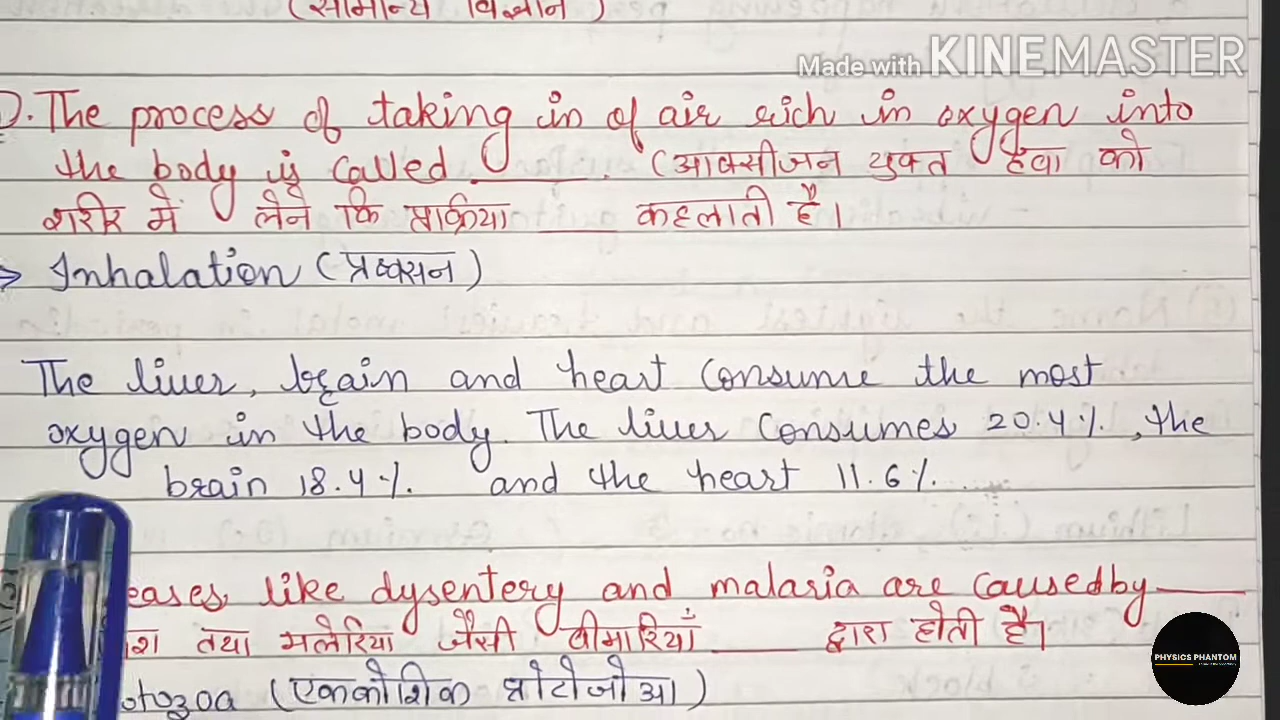 (सामान्य विज्ञान)
Made with KINEMASTER
The process of taking in of air rich in oxygen into
the body is called ______. (आक्सीजन युक्त हवा को
शरीर में लेने कि प्रक्रिया ____ कहलाती है।
→ Inhalation (प्रश्वसन)
The liver, brain and heart consume the most
oxygen in the body. The liver consumes 20.4%, the
brain 18.4% and the heart 11.6%.
eases like dysentery and malaria are caused by ____
तथा मलेरिया जैसी बीमारियाँ ____ द्वारा होती है।
otozoa (एककोशिक प्रोटोजोआ)
PHYSICS PHANTOM